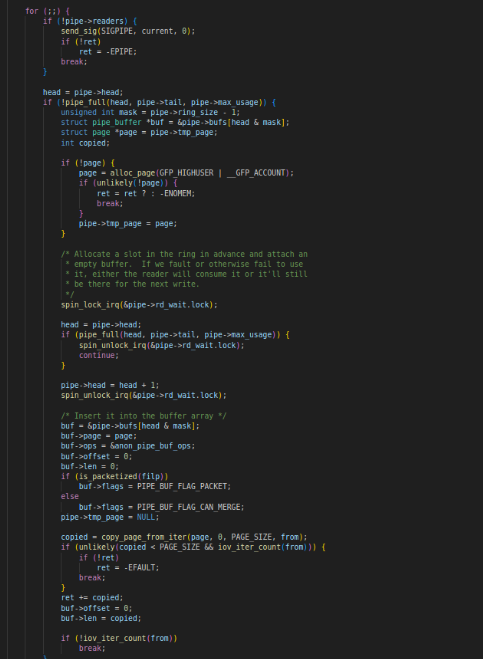 for (;;) {
if (!pipe->readers) {
send_sig(SIGPIPE, current, 0);
if (!ret)
ret = -EPIPE;
break;
}
head = pipe->head;
if (!pipe_full(head, pipe->tail, pipe->max_usage)) {
unsigned int mask = pipe->ring_size - 1;
struct pipe_buffer *buf = &pipe->bufs[head & mask];
struct page *page = pipe->tmp_page;
int copied;
if (!page) {
page = alloc_page(GFP_HIGHUSER | __GFP_ACCOUNT);
if (unlikely(!page)) {
ret = ret ? : -ENOMEM;
break;
}
pipe->tmp_page = page;
}
/* Allocate a slot in the ring in advance and attach an
* empty buffer.  If we fault or otherwise fail to use
* it, either the reader will consume it or it'll still
* be there for the next write.
*/
spin_lock_irq(&pipe->rd_wait.lock);
head = pipe->head;
if (pipe_full(head, pipe->tail, pipe->max_usage)) {
spin_unlock_irq(&pipe->rd_wait.lock);
continue;
}
pipe->head = head + 1;
spin_unlock_irq(&pipe->rd_wait.lock);
/* Insert it into the buffer array */
buf = &pipe->bufs[head & mask];
buf->page = page;
buf->ops = &anon_pipe_buf_ops;
buf->offset = 0;
buf->len = 0;
if (is_packetized(filp))
buf->flags = PIPE_BUF_FLAG_PACKET;
else
buf->flags = PIPE_BUF_FLAG_CAN_MERGE;
pipe->tmp_page = NULL;
copied = copy_page_from_iter(page, 0, PAGE_SIZE, from);
if (unlikely(copied < PAGE_SIZE && iov_iter_count(from))) {
if (!ret)
ret = -EFAULT;
break;
}
ret += copied;
buf->offset = 0;
buf->len = copied;
if (!iov_iter_count(from))
break;
}